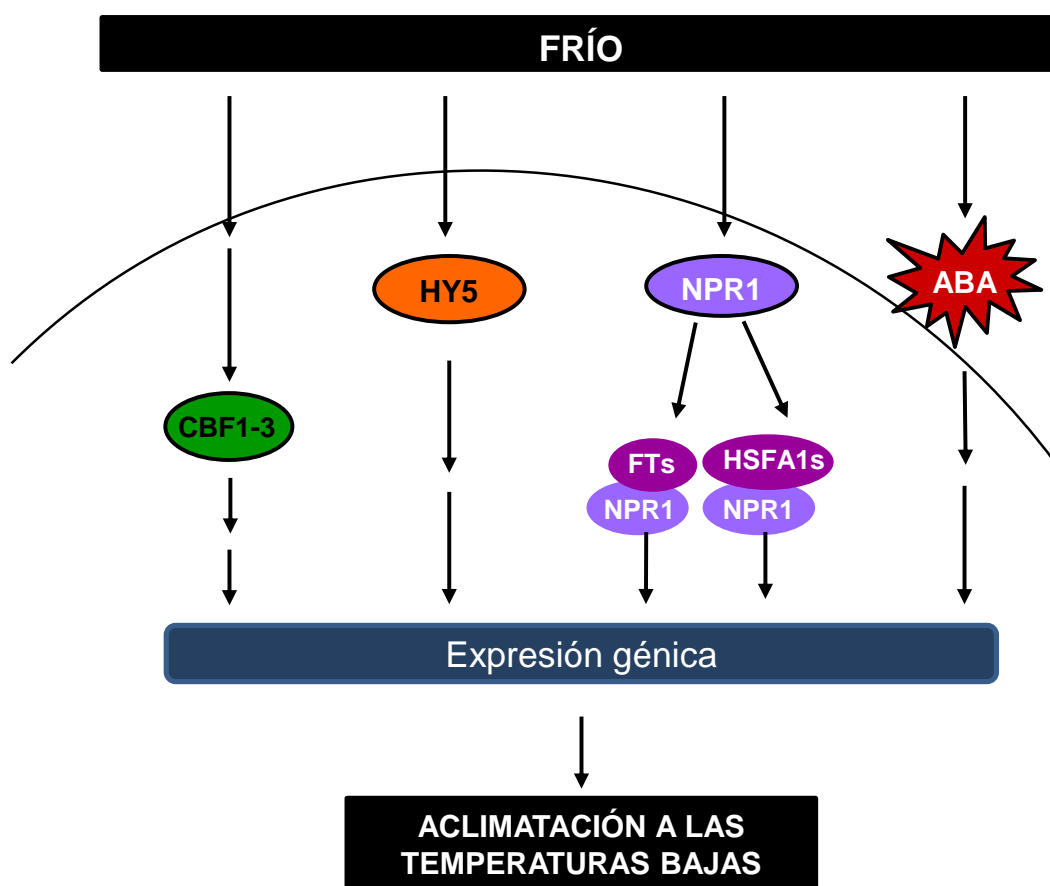 FRÍO
HY5
NPR1
ABA
CBF1-3
FTs
HSFA1s
NPR1
NPR1
Expresión génica
ACLIMATACIÓN A LAS
TEMPERATURAS BAJAS